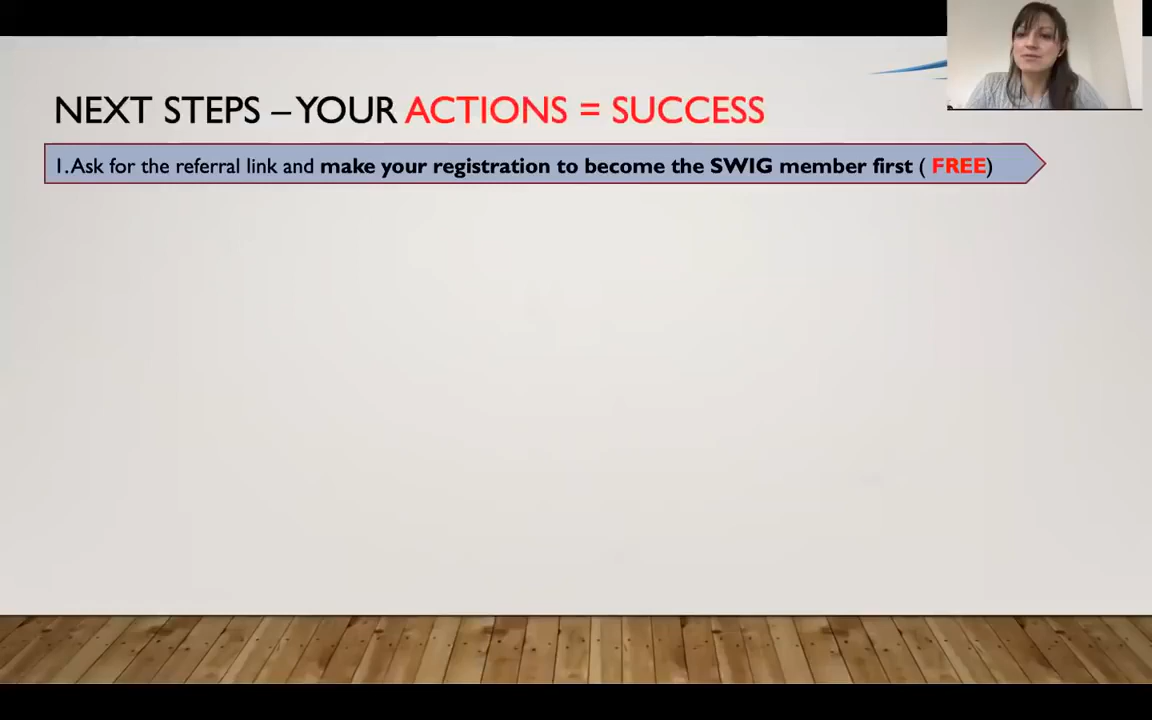 NEXT STEPS – YOUR ACTIONS = SUCCESS
1. Ask for the referral link and make your registration to become the SWIG member first ( FREE)